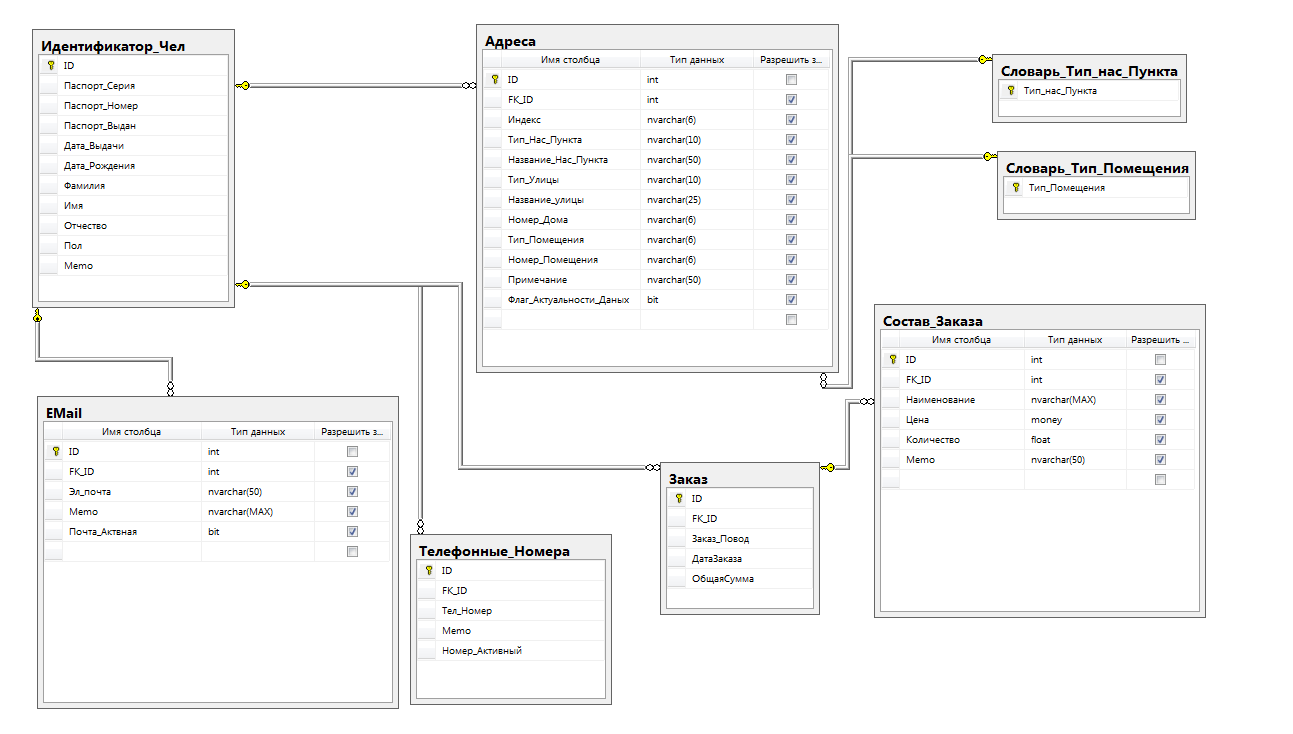 Идентификатор_Чел
ID
Паспорт_Серия
Паспорт_Номер
Паспорт_Выдан
Дата_Выдачи
Дата_Рождения
Фамилия
Имя
Отчество
Пол
Memo
Адреса
Имя столбца Тип данных Разрешить з...
ID int
FK_ID int
Индекс nvarchar(6)
Тип_Нас_Пункта nvarchar(10)
Название_Нас_Пункта nvarchar(50)
Тип_Улицы nvarchar(10)
Название_улицы nvarchar(25)
Номер_Дома nvarchar(6)
Тип_Помещения nvarchar(6)
Номер_Помещения nvarchar(6)
Примечание nvarchar(50)
Флаг_Актуальности_Даных bit
Словарь_Тип_нас_Пункта
Тип_нас_Пункта
Словарь_Тип_Помещения
Тип_Помещения
Состав_Заказа
Имя столбца Тип данных Разрешить ...
ID int
FK_ID int
Наименование nvarchar(MAX)
Цена money
Количество float
Memo nvarchar(50)
EMail
Имя столбца Тип данных Разрешить з...
ID int
FK_ID int
Эл_почта nvarchar(50)
Memo nvarchar(MAX)
Почта_Актвная bit
Телефонные_Номера
ID
FK_ID
Тел_Номер
Memo
Номер_Активный
Заказ
ID
FK_ID
Заказ_Повод
ДатаЗаказа
ОбщаяСумма